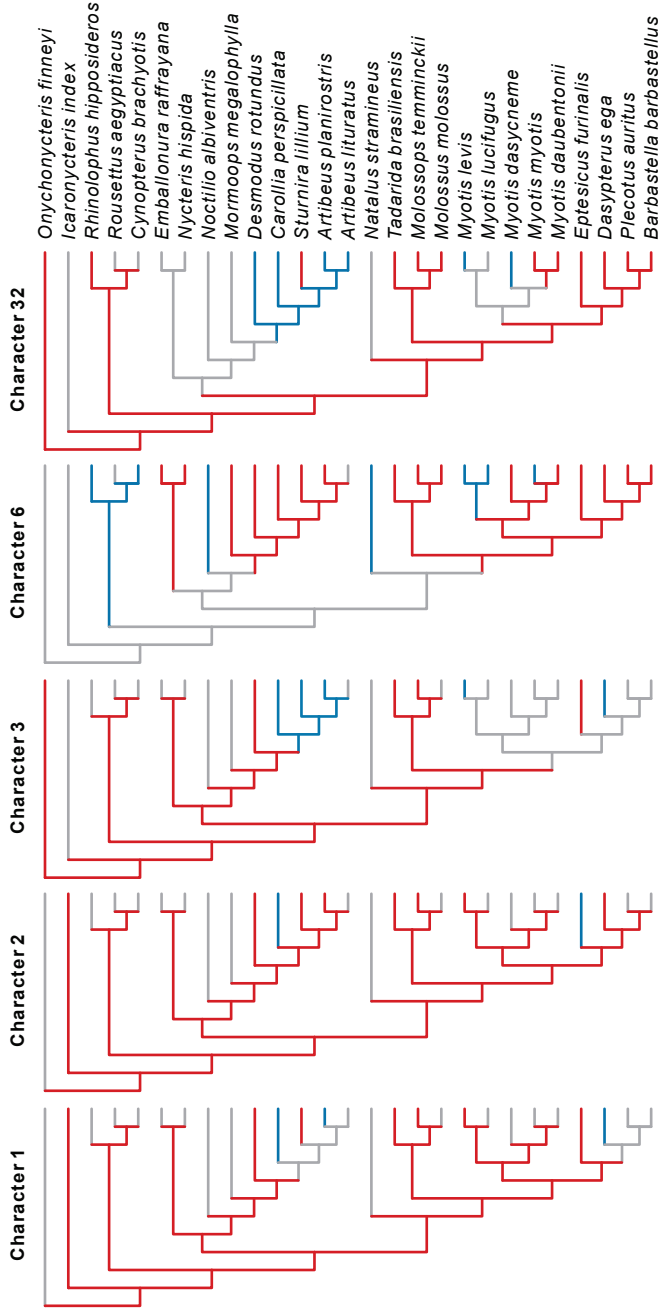 Onychonycteris finneyi
Icaronycteris index
Rhinolophus hipposideros
Rousettus aegyptiacus
Cynopterus brachyotis
Emballonura raffrayana
Nycteris hispida
Noctilio albiventris
Mormoops megalophylla
Desmodus rotundus
Carollia perspicillata
Sturnira lillium
Artibeus planirostris
Artibeus lituratus
Natalus stramineus
Tadarida brasiliensis
Molossops temminckii
Molossus molossus
Myotis levis
Myotis lucifugus
Myotis dasycneme
Myotis myotis
Myotis daubentonii
Eptesicus furinalis
Dasypterus ega
Plecotus auritus
Barbastella barbastellus
Character 32
Character 6
Character 3
Character 2
Character 1